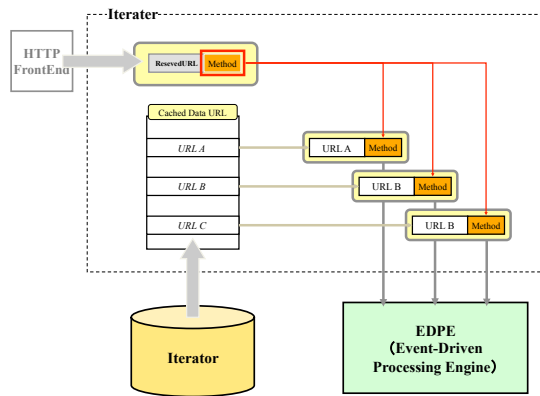 Iterater
HTTP
FrontEnd
ResevedURL
Method
Cached Data URL
URL A
URL A
Method
URL B
URL B
Method
URL C
URL B
Method
Iterator
EDPE
(Event-Driven
Processing Engine)